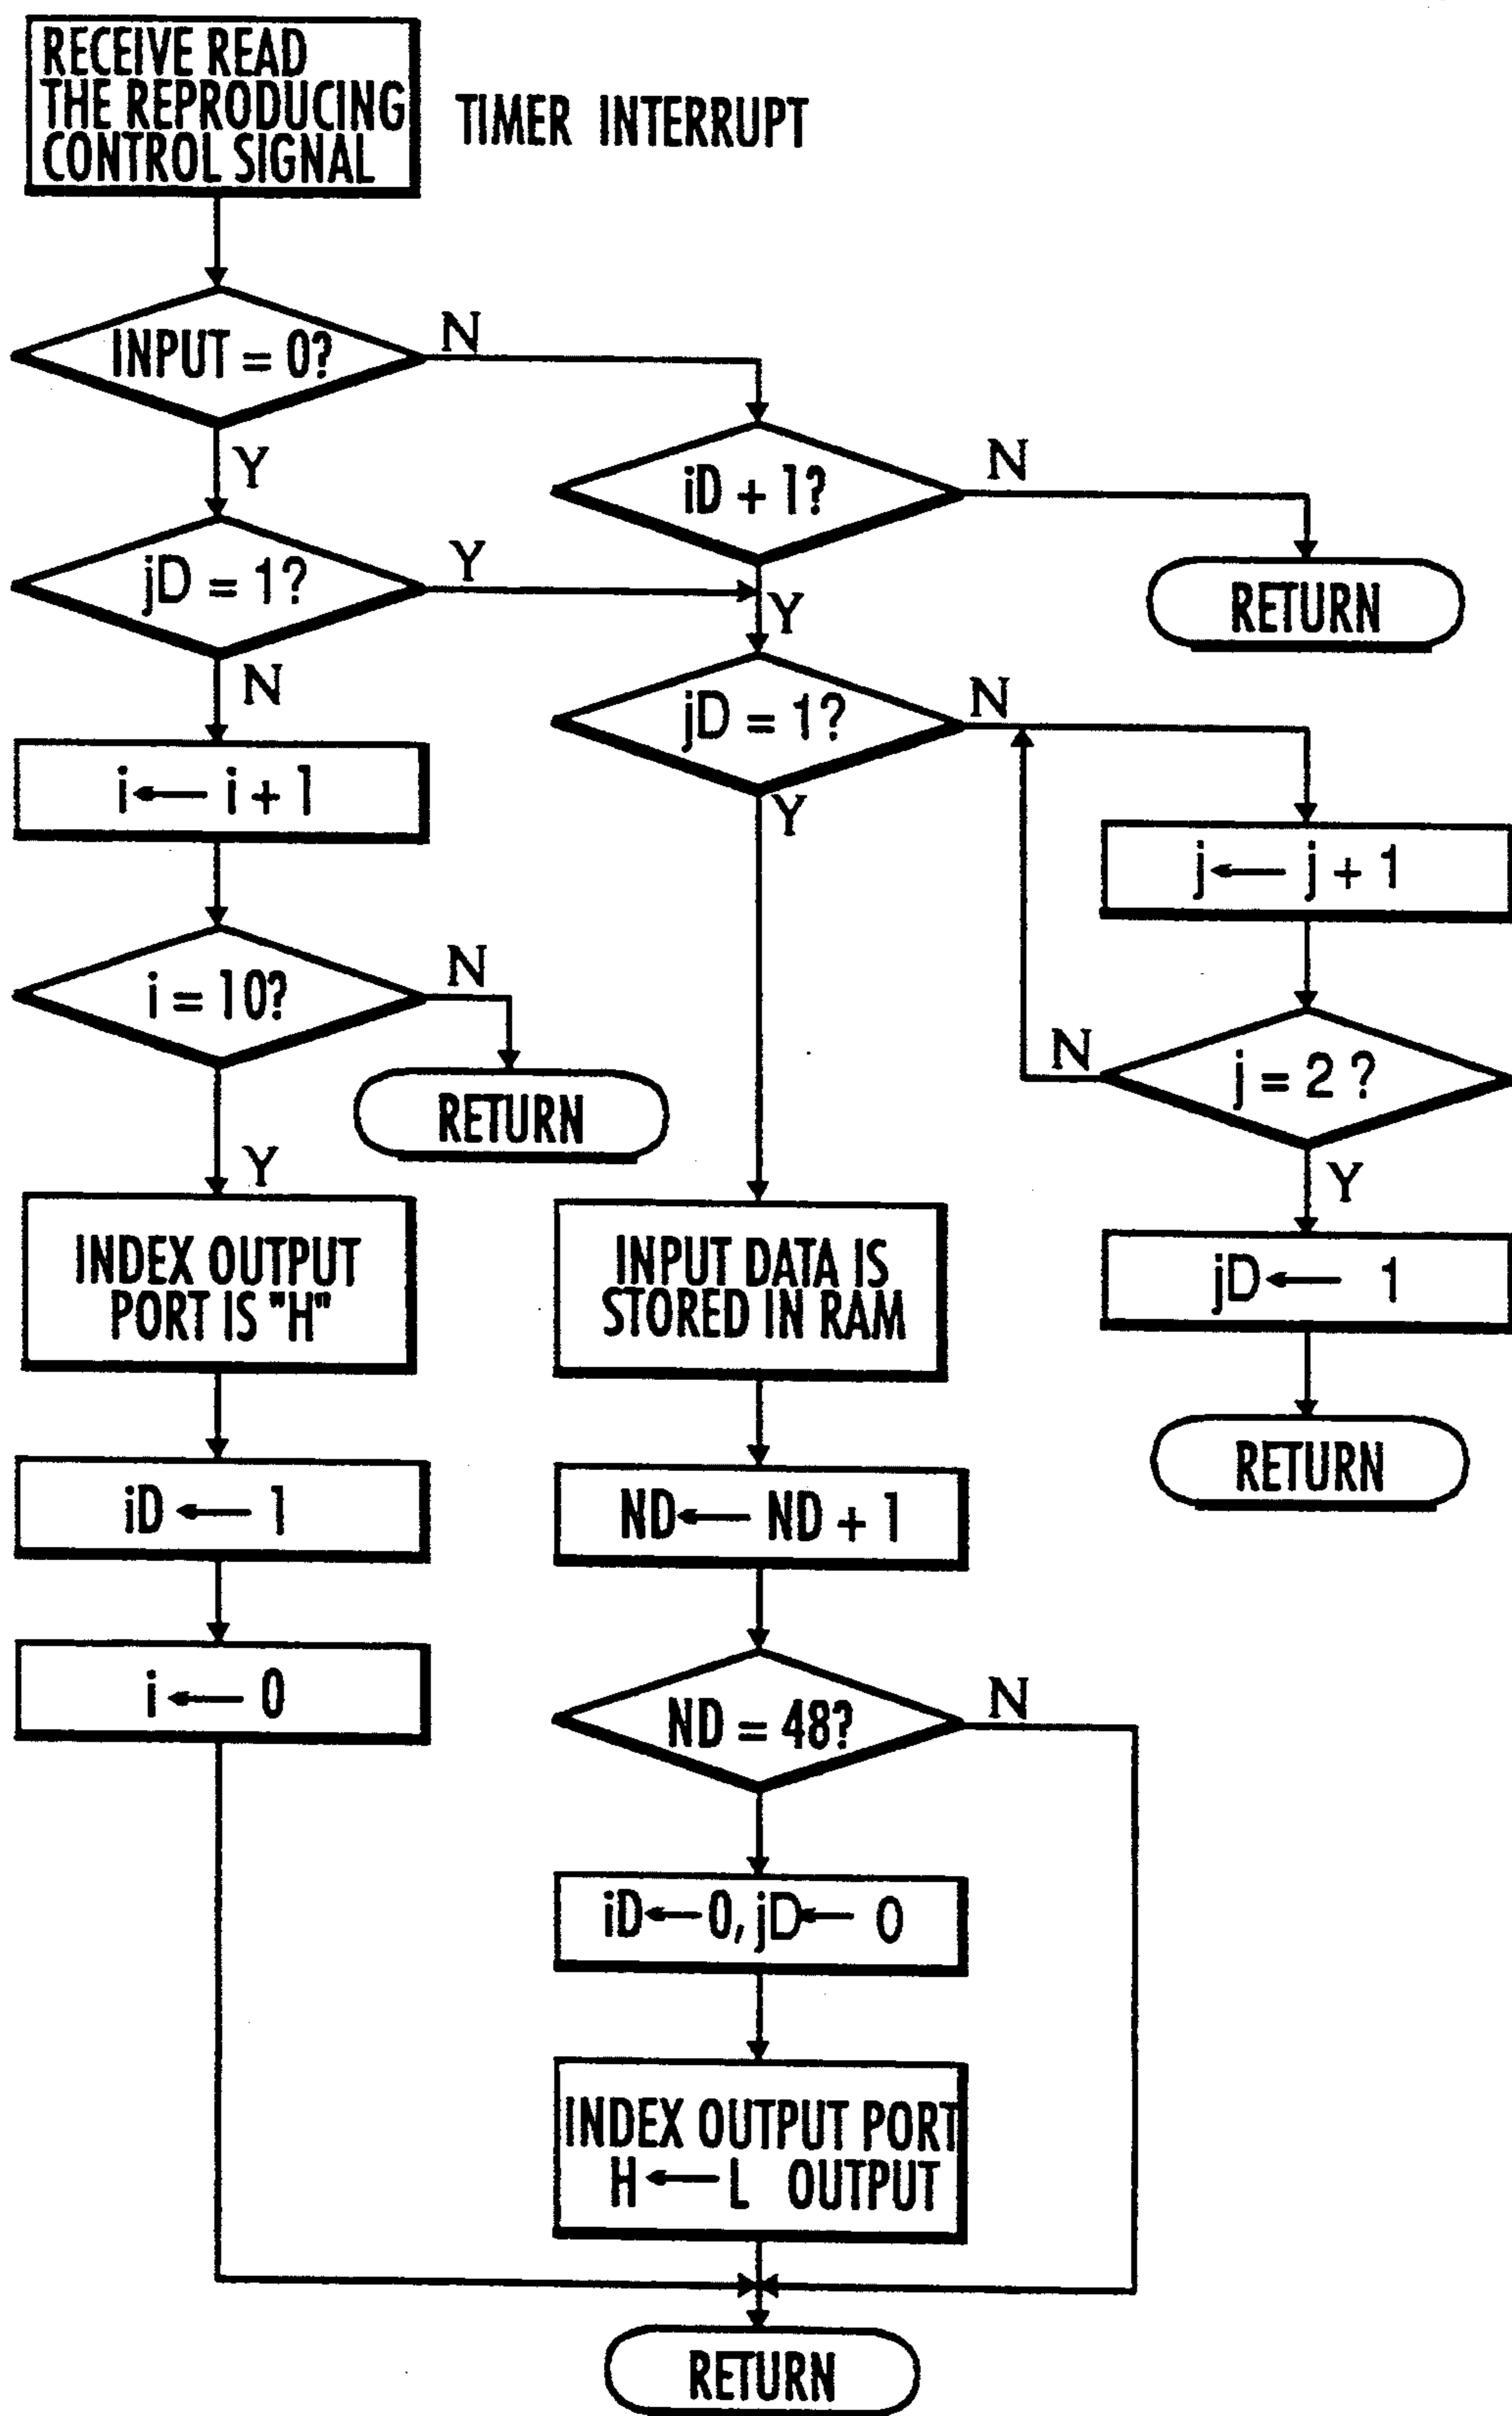 RECEIVE READ
THE REPRODUCING
CONTROL SIGNAL
TIMER INTERRUPT
INPUT = 0?
N
Y
iD + 1?
N
RETURN
Y
jD = 1?
Y
N
jD = 1?
N
Y
i ← i + 1
j ← j + 1
i = 10?
N
RETURN
Y
j = 2 ?
N
Y
INDEX OUTPUT
PORT IS "H"
INPUT DATA IS
STORED IN RAM
jD ← 1
RETURN
iD ← 1
ND ← ND + 1
i ← 0
ND = 48?
N
iD ← 0, jD ← 0
INDEX OUTPUT PORT
H ← L OUTPUT
RETURN